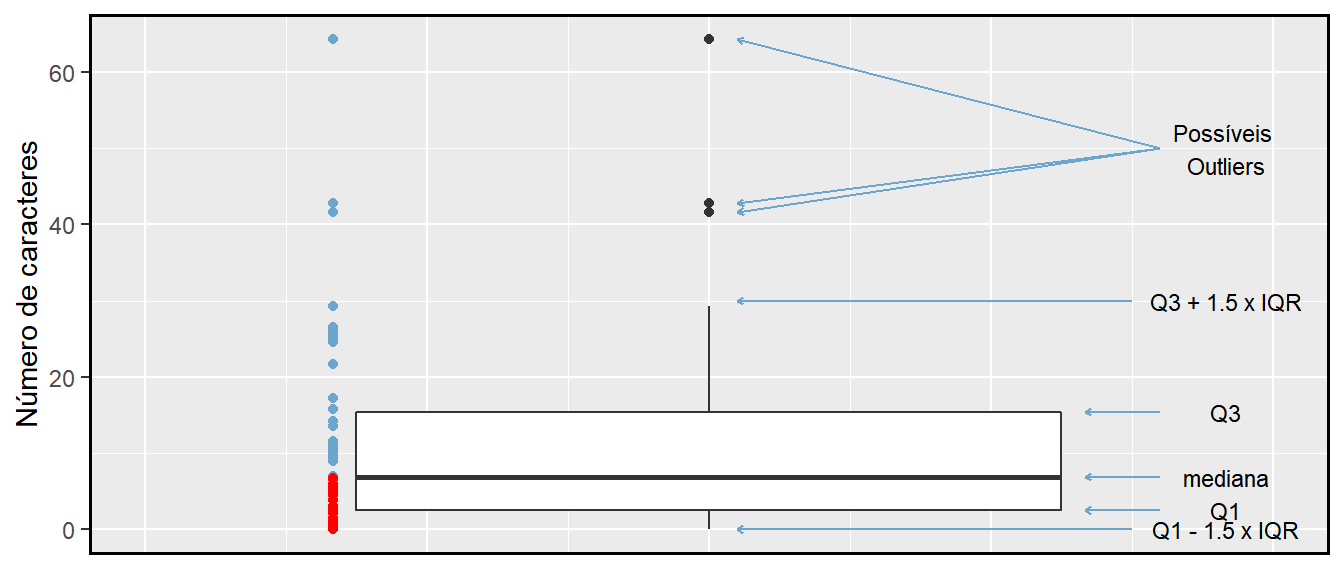 Número de caracteres
60
40
20
0
Possíveis
Outliers
Q3 + 1.5 x IQR
Q3
mediana
Q1
Q1 - 1.5 x IQR